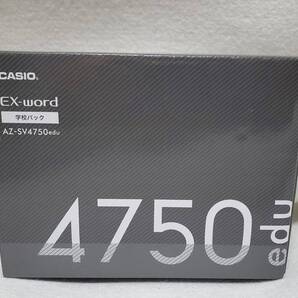 CASIO®
EX-word
学校パック
AZ-SV4750edu
4750
edu